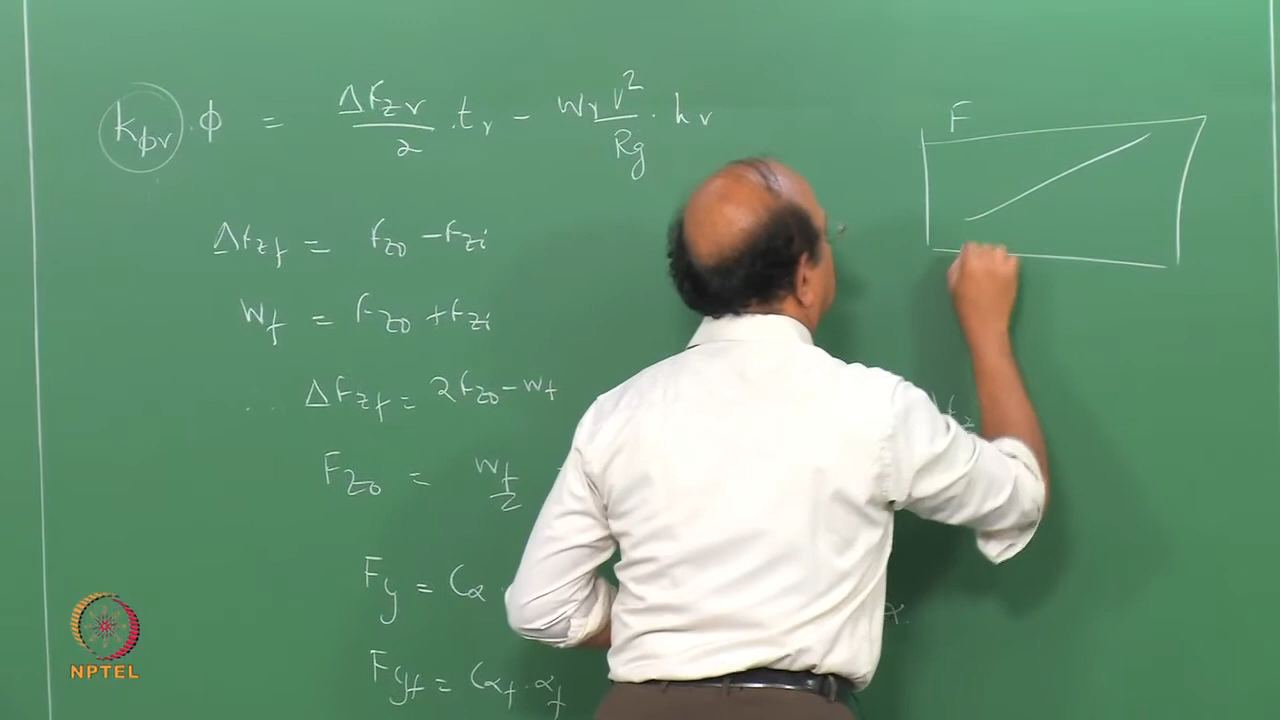 kφr . φ = ΔFzr/2 . tr - Wr V²/Rg . hr
F
ΔFzf = Fzo - Fzi
Wf = Fzo + Fzi
.. ΔFzf = 2Fzo - Wf
Fzo = Wf/2
Fy = Cα
α.
Fyf = Cαf . αf
NPTEL